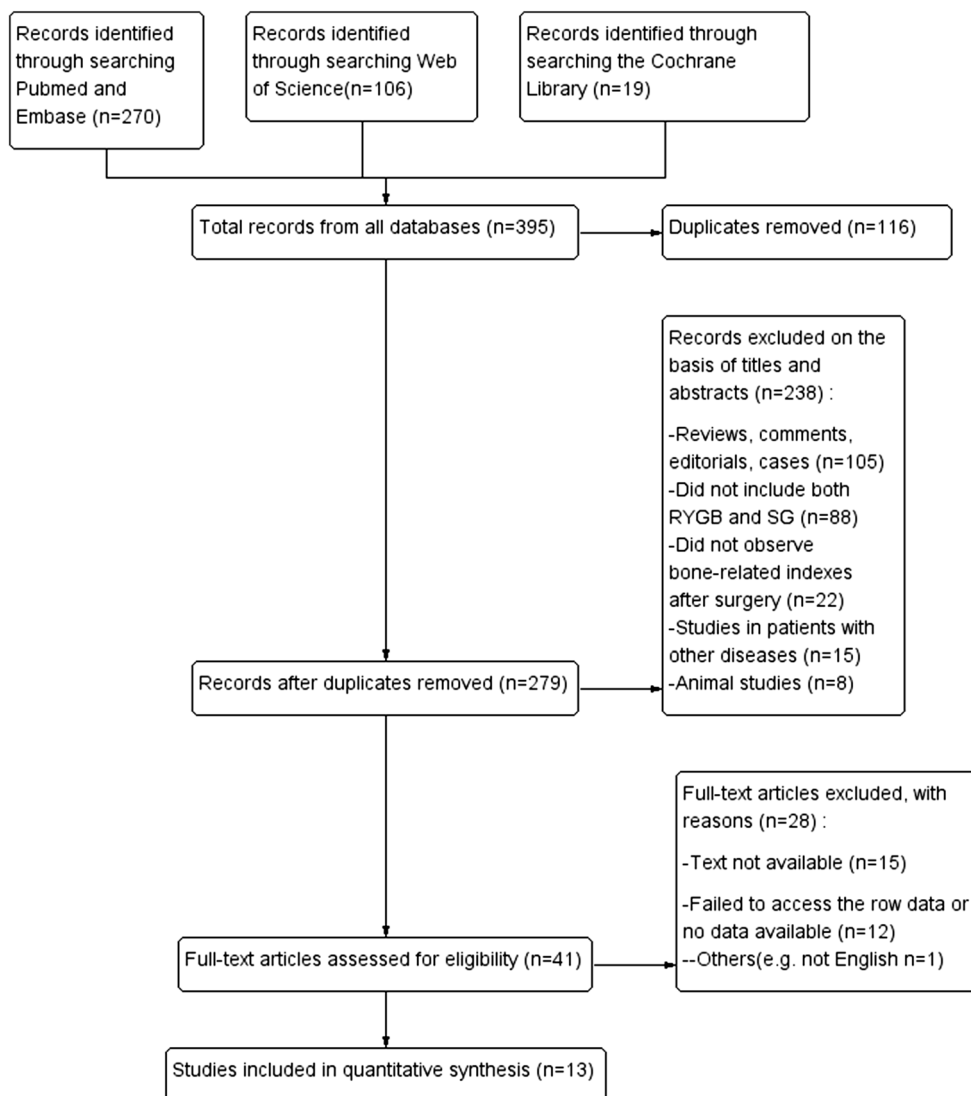 Records identified
through searching
Pubmed and
Embase (n=270)
Records identified
through searching Web
of Science(n=106)
Records identified through
searching the Cochrane
Library (n=19)
Total records from all databases (n=395)
Duplicates removed (n=116)
Records excluded on the
basis of titles and
abstracts (n=238) :
-Reviews, comments,
editorials, cases (n=105)
-Did not include both
RYGB and SG (n=88)
-Did not observe
bone-related indexes
after surgery (n=22)
-Studies in patients with
other diseases (n=15)
-Animal studies (n=8)
Records after duplicates removed (n=279)
Full-text articles excluded, with
reasons (n=28) :
-Text not available (n=15)
-Failed to access the row data or
no data available (n=12)
--Others(e.g. not English n=1)
Full-text articles assessed for eligibility (n=41)
Studies included in quantitative synthesis (n=13)